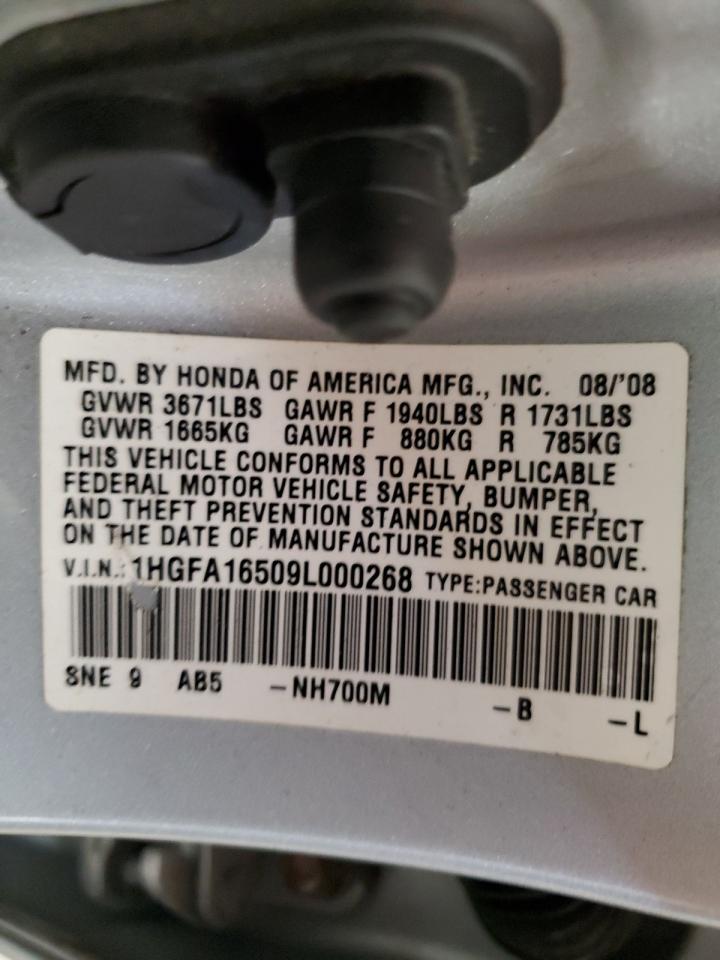 MFD. BY HONDA OF AMERICA MFG., INC. 08/'08
GVWR 3671LBS GAWR F 1940LBS R 1731LBS
GVWR 1665KG GAWR F 880KG R 785KG
THIS VEHICLE CONFORMS TO ALL APPLICABLE
FEDERAL MOTOR VEHICLE SAFETY, BUMPER,
AND THEFT PREVENTION STANDARDS IN EFFECT
ON THE DATE OF MANUFACTURE SHOWN ABOVE.
V.I.N.: 1HGFA16509L000268 TYPE:PASSENGER CAR
SNE 9 AB5 -NH700M -B -L